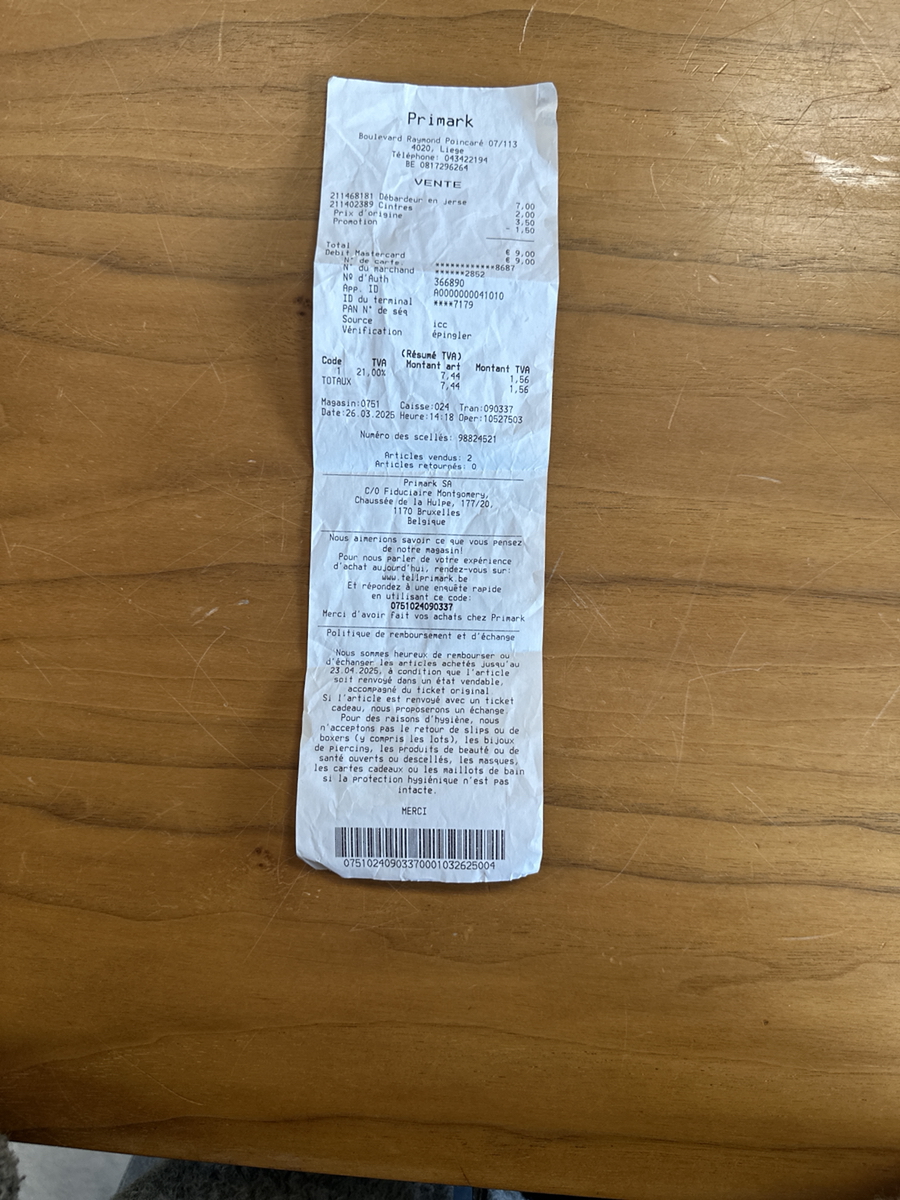 Primark
Boulevard Raymond Poincaré 07/113
4020, Liege
Téléphone: 043422194
BE 0817296264
VENTE
211468181 Débardeur en jerse 7,00
211402389 Cintres 2,00
Prix d'origine 3,50
Promotion - 1,50
Total € 9,00
Debit Mastercard € 9,00
N° de carte: ************8687
N° du marchand ******2852
Nº d'Auth 366890
App. ID A0000000041010
ID du terminal ****7179
PAN N° de séq
Source icc
Vérification épingler
(Résumé TVA)
Code TVA Montant art Montant TVA
1 21,00% 7,44 1,56
TOTAUX 7,44 1,56
Magasin:0751 Caisse:024 Tran:090337
Date:26.03.2025 Heure:14:18 Oper:10527503
Numéro des scellés: 98824521
Articles vendus: 2
Articles retournés: 0
Primark SA
C/O Fiduciaire Montgomery,
Chaussée de la Hulpe, 177/20,
1170 Bruxelles
Belgique
Nous aimerions savoir ce que vous pensez
de notre magasin!
Pour nous parler de votre expérience
d'achat aujourd'hui, rendez-vous sur:
www.tellprimark.be
Et répondez à une enquête rapide
en utilisant ce code:
0751024090337
Merci d'avoir fait vos achats chez Primark
Politique de remboursement et d'échange
Nous sommes heureux de rembourser ou
d'échanger les articles achetés jusqu'au
23.04.2025, à condition que l'article
soit renvoyé dans un état vendable,
accompagné du ticket original
Si l'article est renvoyé avec un ticket
cadeau, nous proposerons un échange
Pour des raisons d'hygiène, nous
n'acceptons pas le retour de slips ou de
boxers (y compris les lots), les bijoux
de piercing, les produits de beauté ou de
santé ouverts ou descellés, les masques,
les cartes cadeaux ou les maillots de bain
si la protection hygiénique n'est pas
intacte.
MERCI
07510240903370001032625004